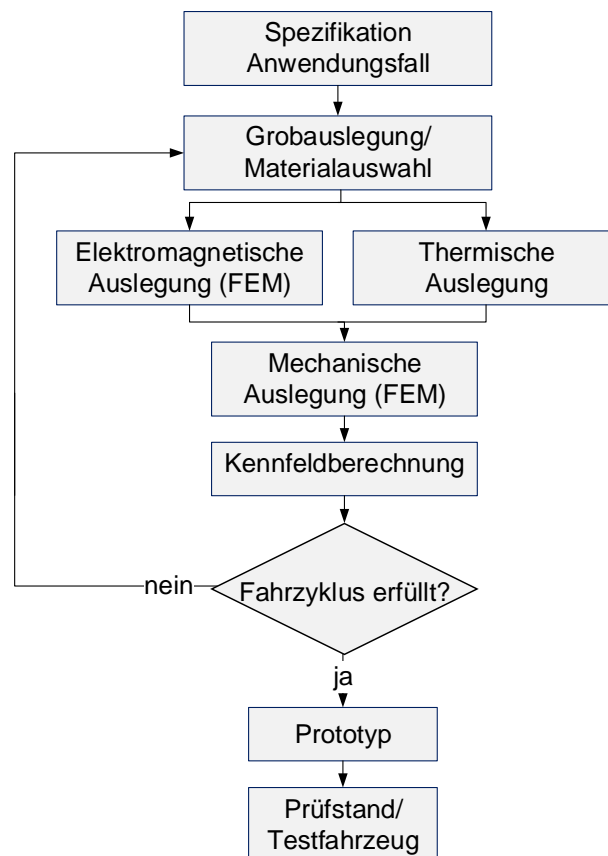 Spezifikation
Anwendungsfall
Grobauslegung/
Materialauswahl
Elektromagnetische
Auslegung (FEM)
Thermische
Auslegung
Mechanische
Auslegung (FEM)
Kennfeldberechnung
Fahrzyklus erfüllt?
nein
ja
Prototyp
Prüfstand/
Testfahrzeug